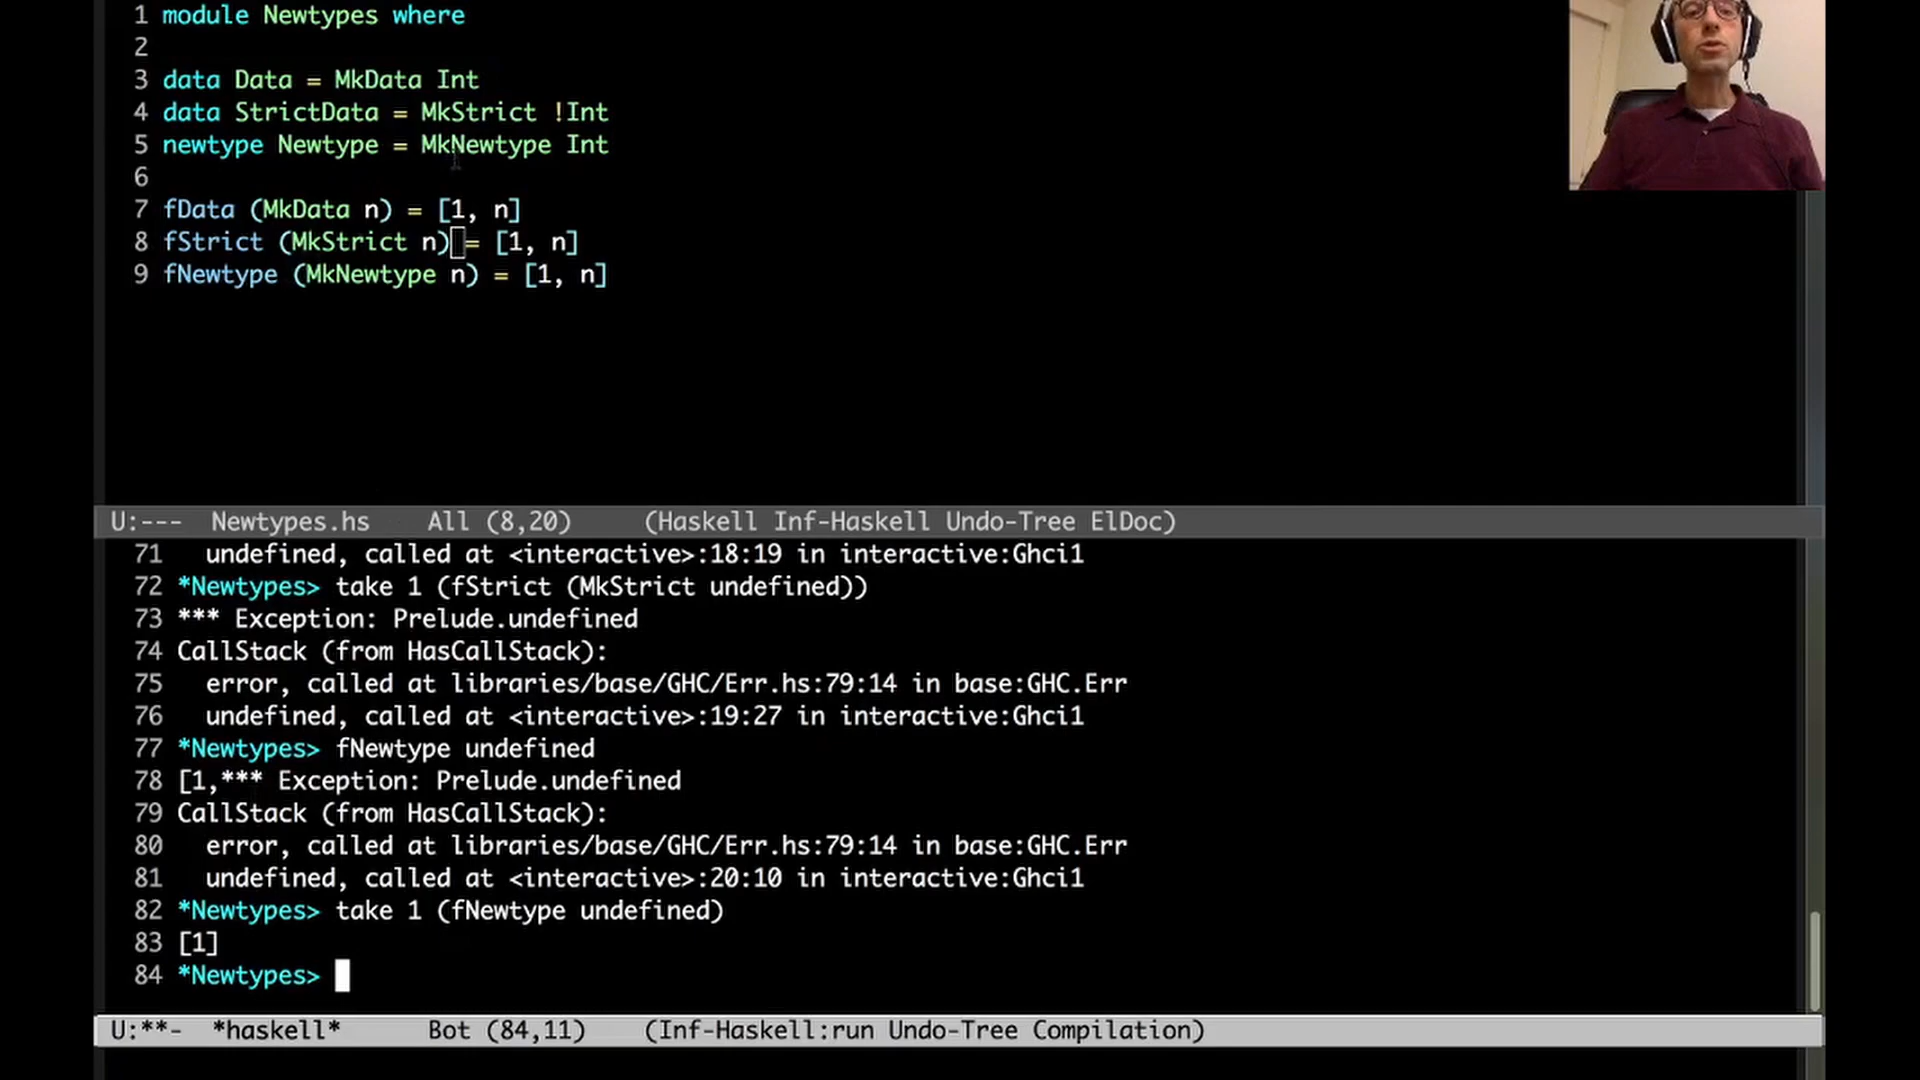 1 module Newtypes where
2
3 data Data = MkData Int
4 data StrictData = MkStrict !Int
5 newtype Newtype = MkNewtype Int
6
7 fData (MkData n) = [1, n]
8 fStrict (MkStrict n) = [1, n]
9 fNewtype (MkNewtype n) = [1, n]
U:--- Newtypes.hs All (8,20) (Haskell Inf-Haskell Undo-Tree ElDoc)
71 undefined, called at <interactive>:18:19 in interactive:Ghci1
72 *Newtypes> take 1 (fStrict (MkStrict undefined))
73 *** Exception: Prelude.undefined
74 CallStack (from HasCallStack):
75 error, called at libraries/base/GHC/Err.hs:79:14 in base:GHC.Err
76 undefined, called at <interactive>:19:27 in interactive:Ghci1
77 *Newtypes> fNewtype undefined
78 [1,*** Exception: Prelude.undefined
79 CallStack (from HasCallStack):
80 error, called at libraries/base/GHC/Err.hs:79:14 in base:GHC.Err
81 undefined, called at <interactive>:20:10 in interactive:Ghci1
82 *Newtypes> take 1 (fNewtype undefined)
83 [1]
84 *Newtypes>
U:**- *haskell* Bot (84,11) (Inf-Haskell:run Undo-Tree Compilation)